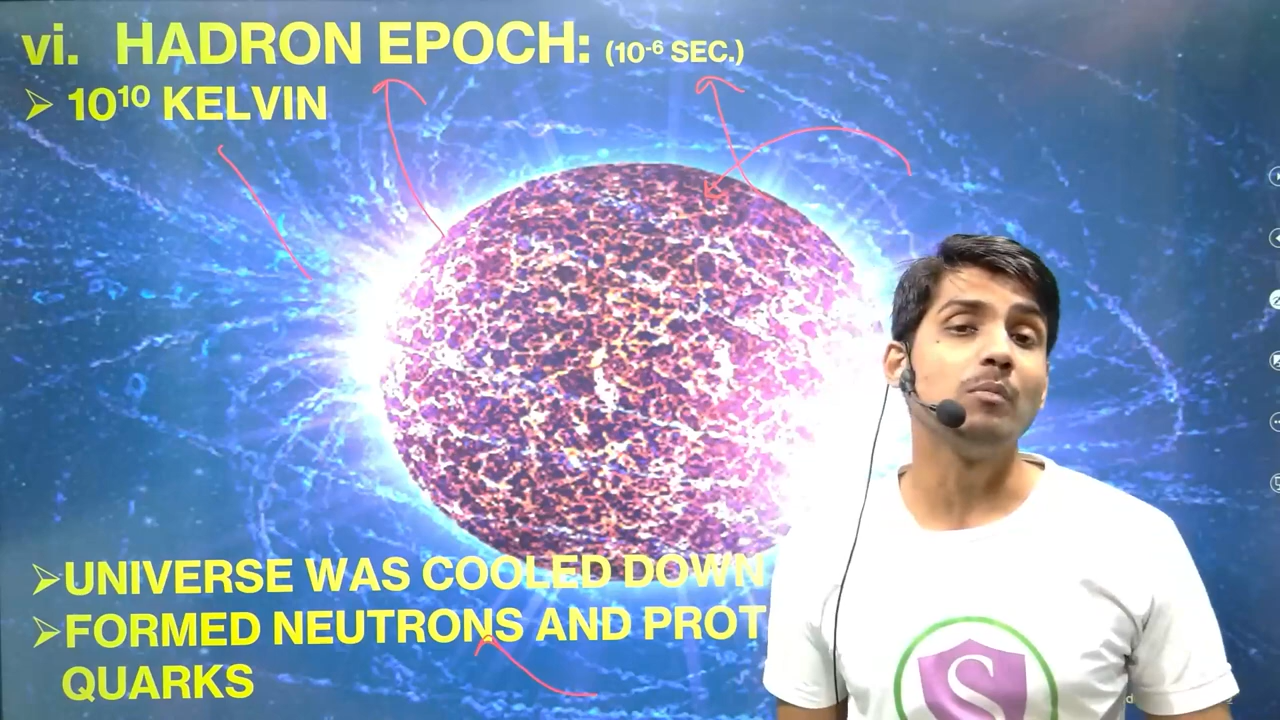 vi. HADRON EPOCH: (10⁻⁶ SEC.)
➤ 10¹⁰ KELVIN
➤UNIVERSE WAS COOLED DOWN
➤FORMED NEUTRONS AND PROT
QUARKS
S